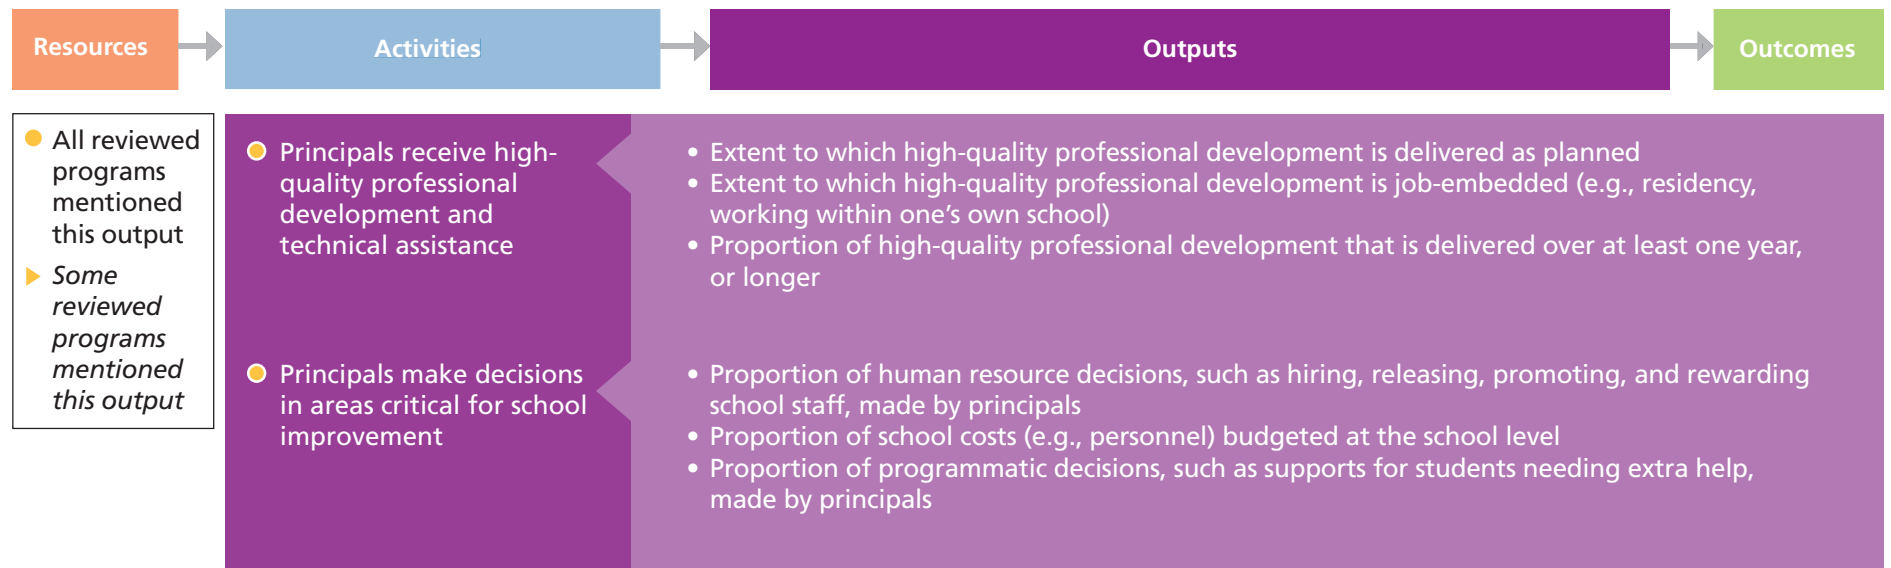 Resources
Activities
Outputs
Outcomes
All reviewed
programs
mentioned
this output
Some
reviewed
programs
mentioned
this output
Principals receive high-
quality professional
development and
technical assistance
• Extent to which high-quality professional development is delivered as planned
• Extent to which high-quality professional development is job-embedded (e.g., residency,
working within one’s own school)
• Proportion of high-quality professional development that is delivered over at least one year,
or longer
Principals make decisions
in areas critical for school
improvement
• Proportion of human resource decisions, such as hiring, releasing, promoting, and rewarding
school staff, made by principals
• Proportion of school costs (e.g., personnel) budgeted at the school level
• Proportion of programmatic decisions, such as supports for students needing extra help,
made by principals